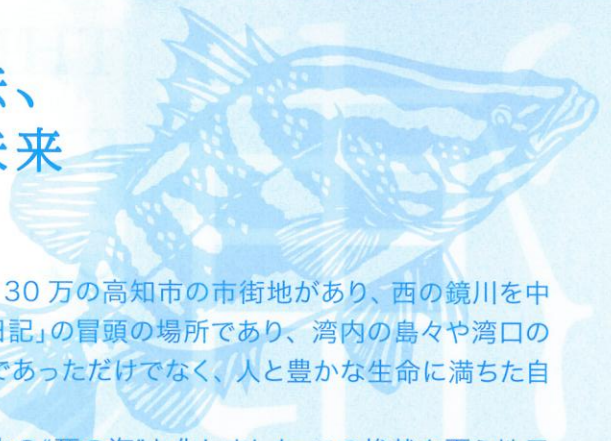 、
未来
30 万の高知市の市街地があり、西の鏡川を中
日記」の冒頭の場所であり、湾内の島々や湾口の
であっただけでなく、人と豊かな生命に満ちた自